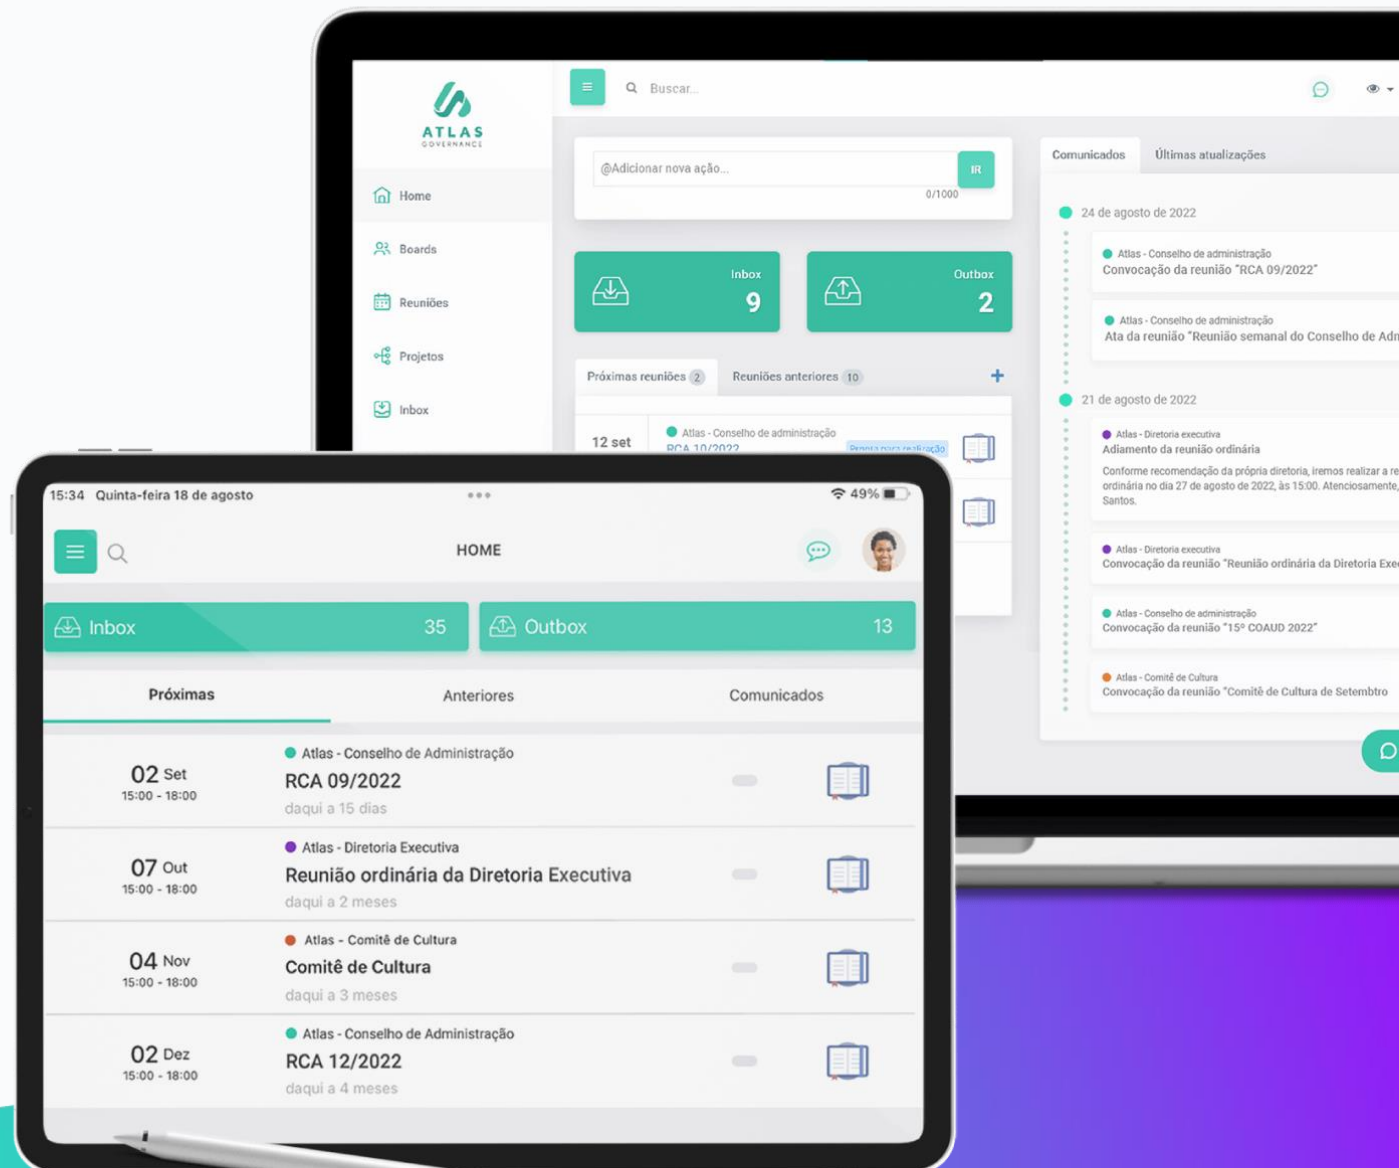 ATLAS
GOVERNANCE
Home
Boards
Reuniões
Projetos
Inbox
Buscar...
@Adicionar nova ação...
IR
0/1000
Inbox
9
Outbox
2
Próximas reuniões 2
Reuniões anteriores 10
+
12 set
Atlas - Conselho de administração
RCA 10/2022
Pronta para realização
Comunicados
Últimas atualizações
24 de agosto de 2022
Atlas - Conselho de administração
Convocação da reunião "RCA 09/2022"
Atlas - Conselho de administração
Ata da reunião "Reunião semanal do Conselho de Adm
21 de agosto de 2022
Atlas - Diretoria executiva
Adiamento da reunião ordinária
Conforme recomendação da própria diretoria, iremos realizar a re
ordinária no dia 27 de agosto de 2022, às 15:00. Atenciosamente,
Santos.
Atlas - Diretoria executiva
Convocação da reunião "Reunião ordinária da Diretoria Exe
Atlas - Conselho de administração
Convocação da reunião "15º COAUD 2022"
Atlas - Comitê de Cultura
Convocação da reunião "Comitê de Cultura de Setembtro
15:34 Quinta-feira 18 de agosto
49%
HOME
Inbox 35
Outbox 13
Próximas
Anteriores
Comunicados
02 Set
15:00 - 18:00
Atlas - Conselho de Administração
RCA 09/2022
daqui a 15 dias
07 Out
15:00 - 18:00
Atlas - Diretoria Executiva
Reunião ordinária da Diretoria Executiva
daqui a 2 meses
04 Nov
15:00 - 18:00
Atlas - Comitê de Cultura
Comitê de Cultura
daqui a 3 meses
02 Dez
15:00 - 18:00
Atlas - Conselho de Administração
RCA 12/2022
daqui a 4 meses